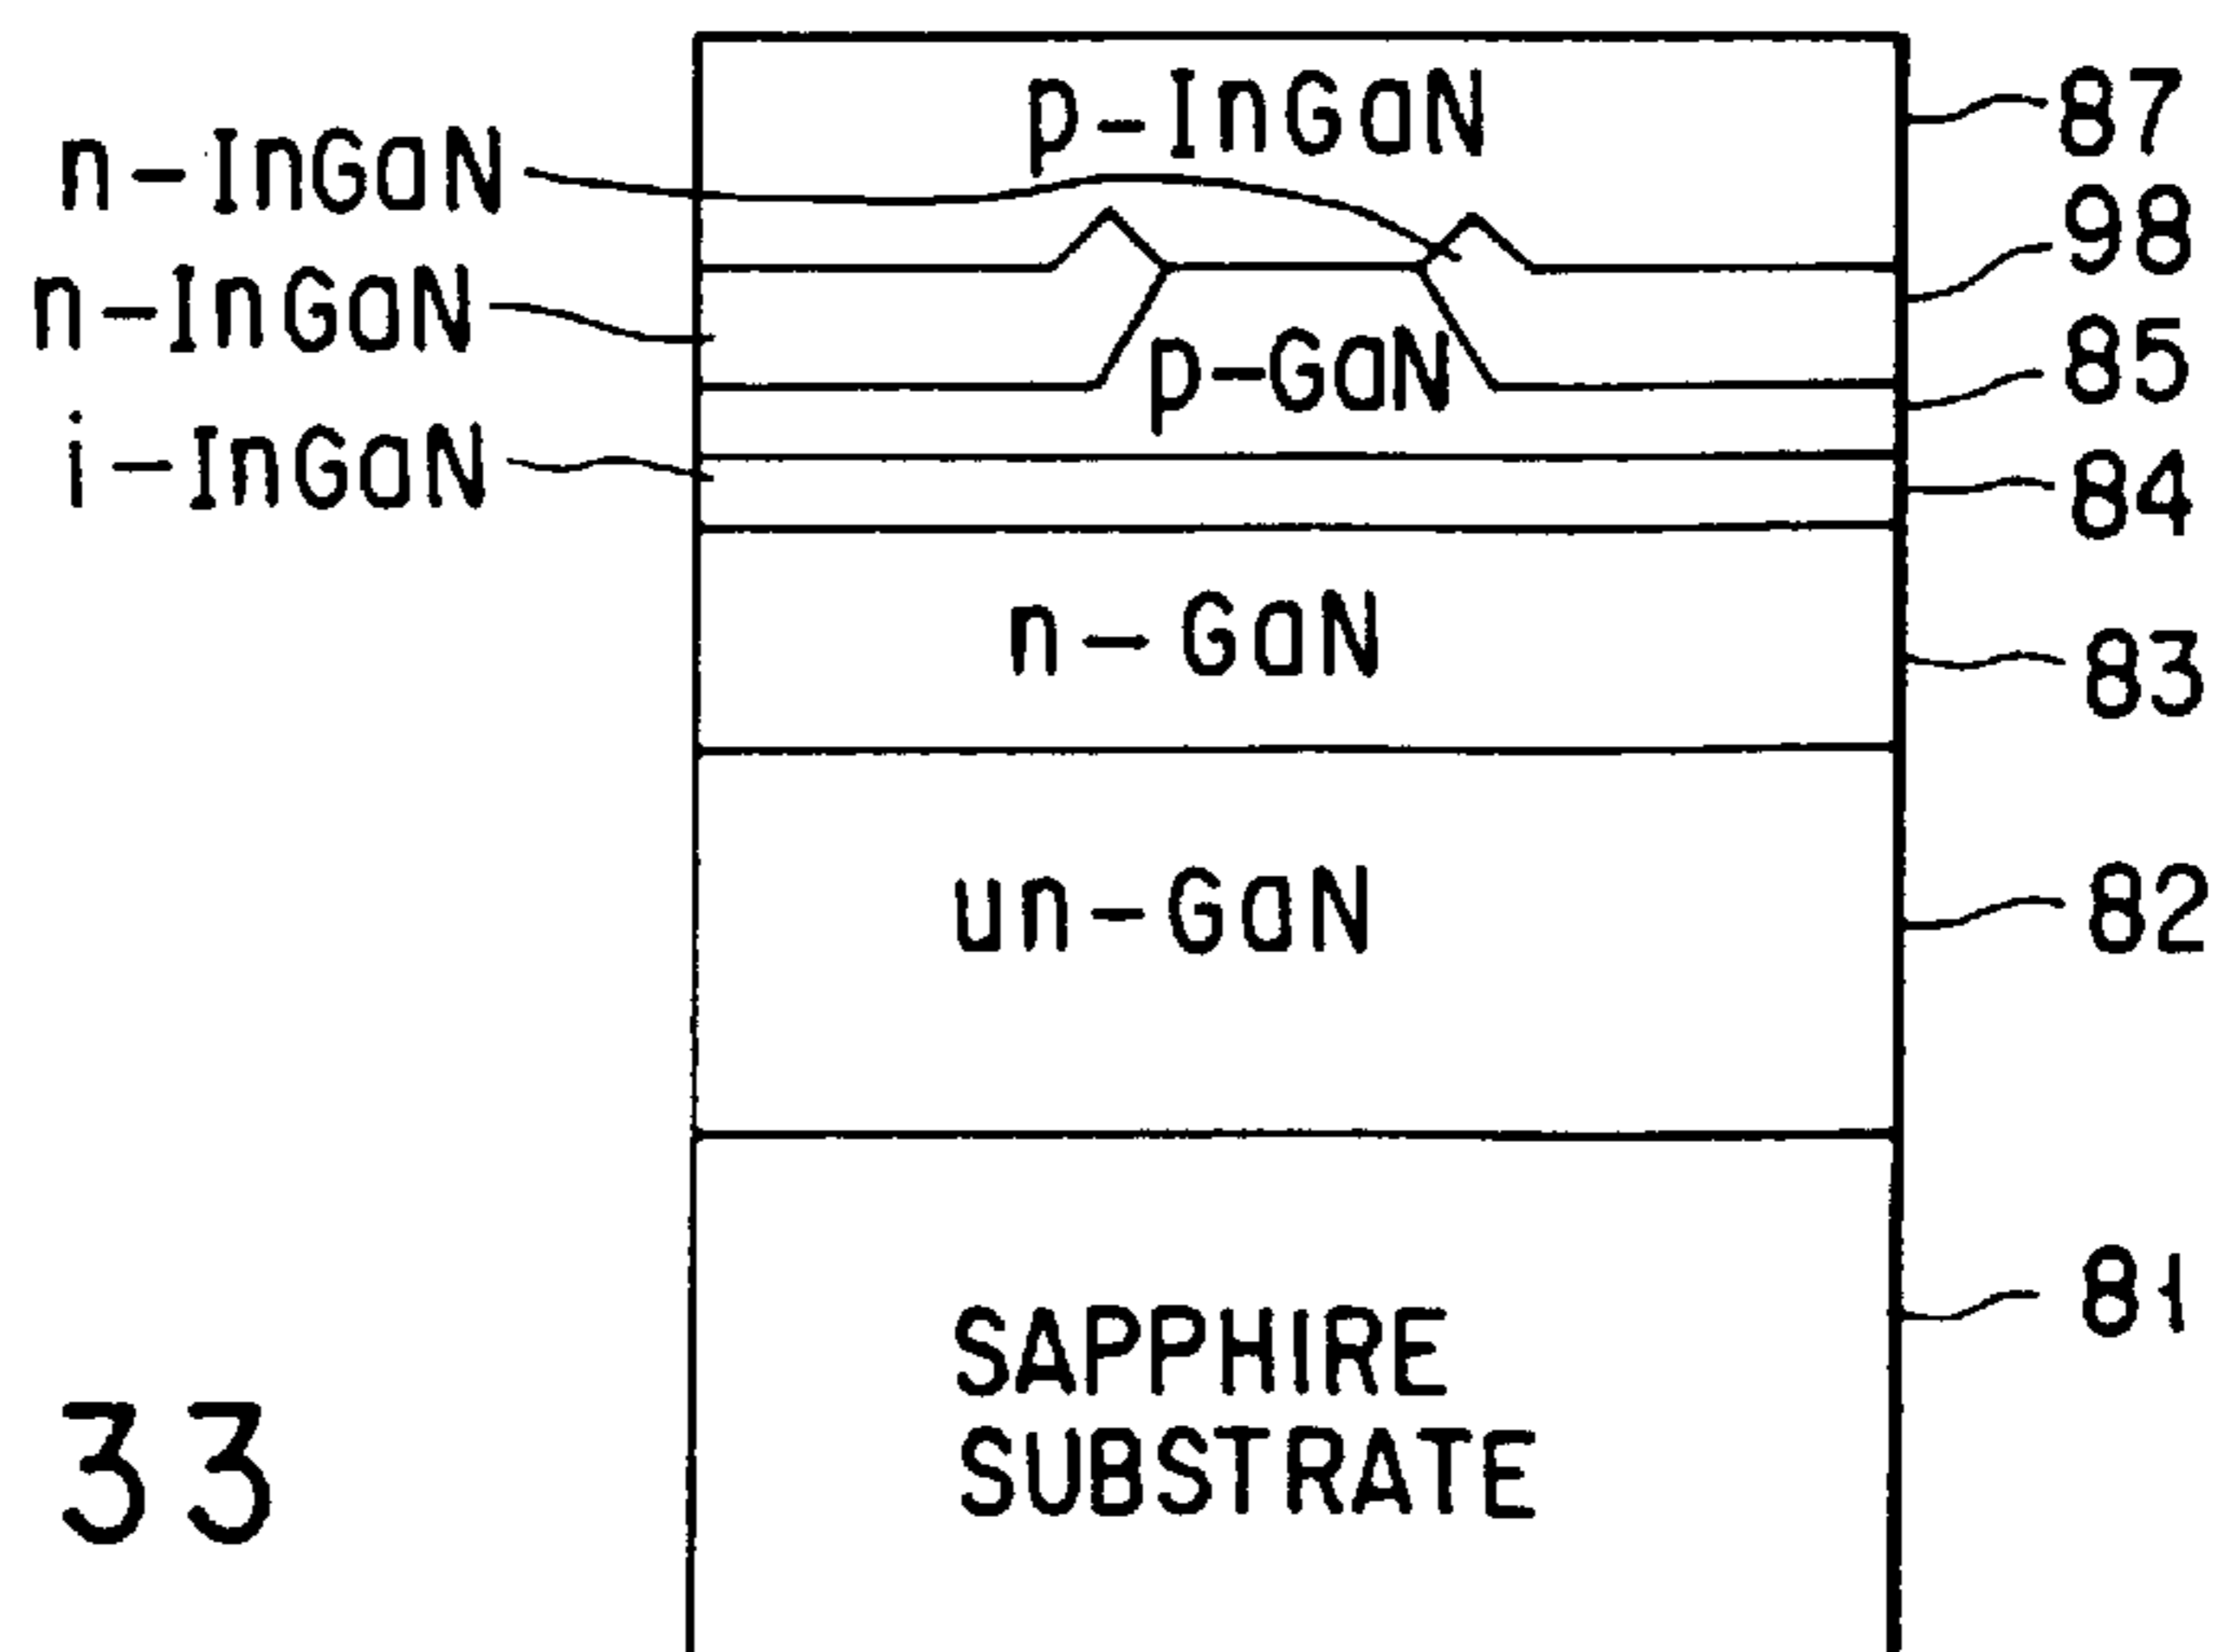 p-InGaN
87
n-InGaN
98
n-InGaN
85
p-GaN
i-InGaN
84
n-GaN
83
un-GaN
82
81
SAPPHIRE
SUBSTRATE
33